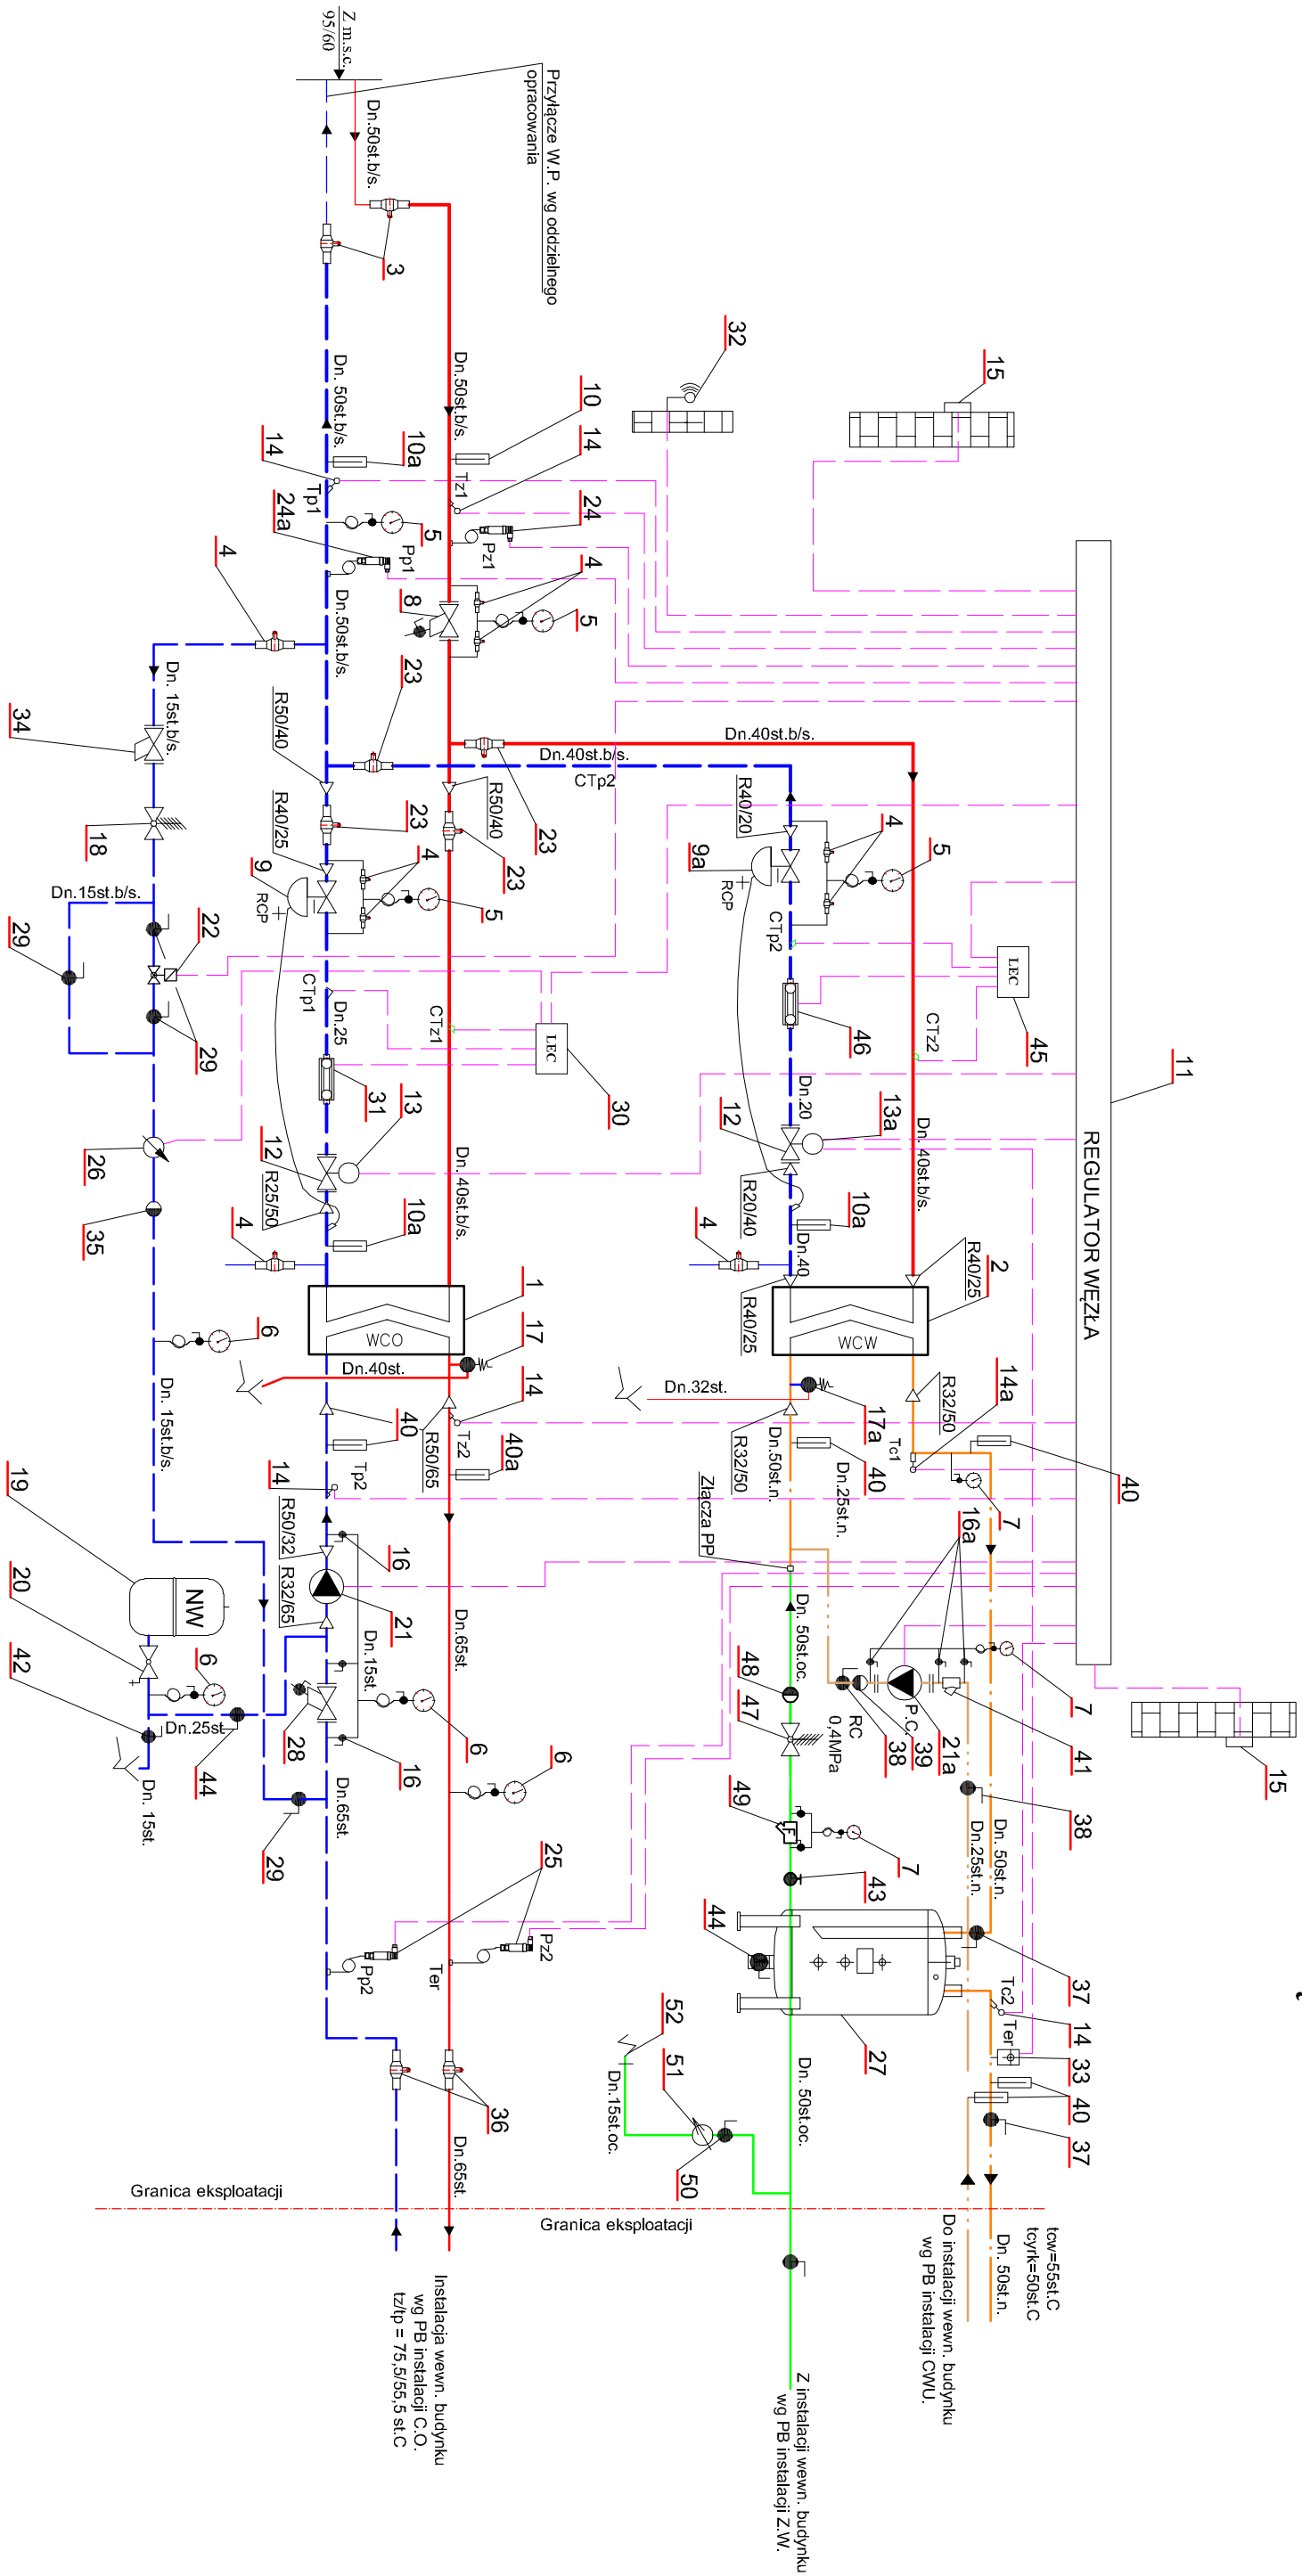 REGULATOR WĘZŁA
11
15
15
32
Z m.s.c.
95/60
Przyłącze W.P. wg oddzielnego
opracowania
Dn.50st.b/s.
3
Dn.50st.b/s.
Dn. 50st.b/s.
10
14
10a
14
Tz1
Tp1
24
24a
Pz1
Pp1
5
4
8
5
4
Dn.50st.b/s.
Dn. 15st.b/s.
34
18
23
23
23
23
R50/40
R50/40
R40/25
Dn.40st.b/s.
Dn.40st.b/s.
CTp2
R40/20
9a
RCP
4
5
CTp2
46
LEC
45
CTz2
Dn.20
13a
12
R20/40
10a
Dn. 40st.b/s.
Dn.40
4
R40/25
R40/25
2
WCW
9
RCP
4
5
CTp1
CTz1
Dn.25
31
LEC
30
13
12
R25/50
10a
4
Dn. 40st.b/s.
1
WCO
Dn.15st.b/s.
29
22
29
26
35
6
Dn. 15st.b/s.
17
Dn.40st.
14
Tz2
R50/65
40
40a
14
Tp2
R50/32
16
R32/65
21
Dn.65st.
Dn.15st.
28
6
16
6
Dn.65st.
29
19
NW
20
6
42
Dn.25st
44
Dn. 15st.
25
Pz2
Pp2
Ter
36
Dn.65st.
Dn.32st.
17a
R32/50
R32/50
14a
Tc1
40
7
40
Dn.50st.n.
Dn.25st.n.
Złącza PP
16a
Dn. 50st.oc.
48
47
RC
0,4MPa
38
39
P.C.
21a
41
7
38
Dn. 50st.n.
Dn.25st.n.
49
7
43
44
27
37
Tc2
14
Ter
33
40
37
Dn. 50st.oc.
52
51
50
Dn.15st.oc.
Granica eksploatacji
Granica eksploatacji
tcw=55st.C
tcyrk=50st.C
Dn. 50st.n.
Do instalacji wewn. budynku
wg PB instalacji CWU.
Z instalacji wewn. budynku
wg PB instalacji Z.W.
Instalacja wewn. budynku
wg PB instalacji C.O.
tz/tp = 75,5/55,5 st.C